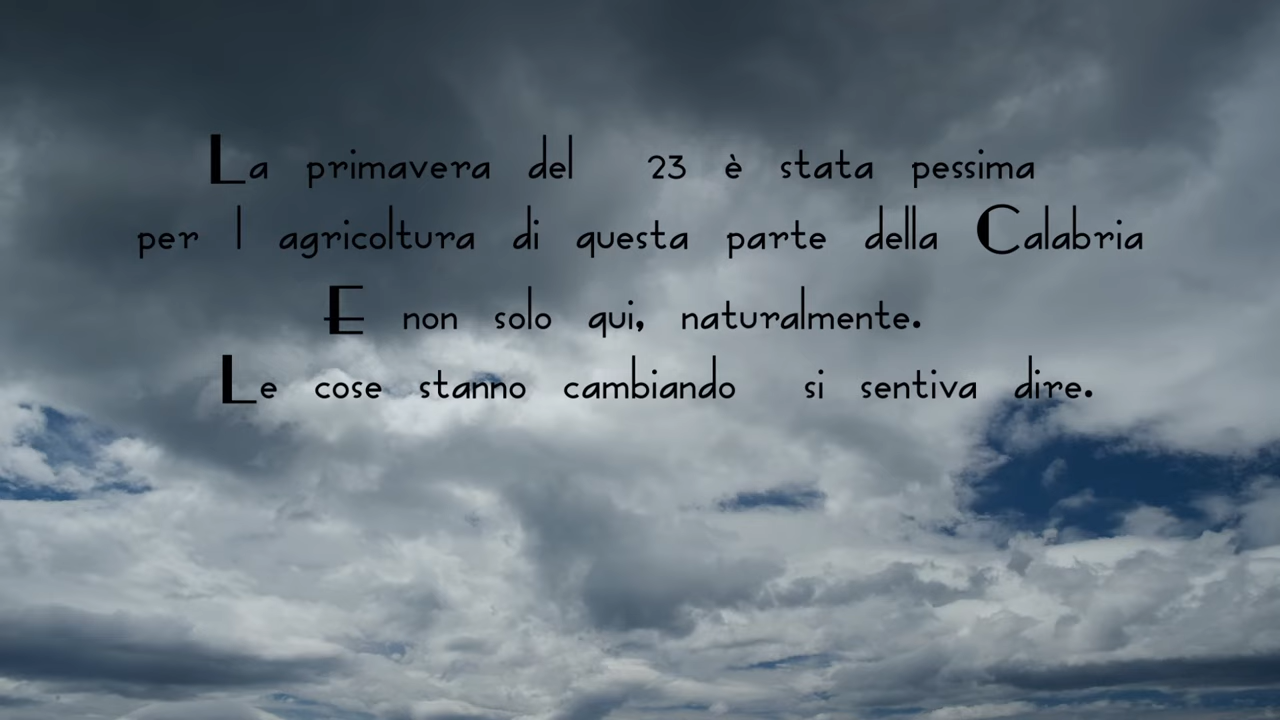 La primavera del 23 è stata pessima
per l agricoltura di questa parte della Calabria
E non solo qui, naturalmente.
Le cose stanno cambiando si sentiva dire.